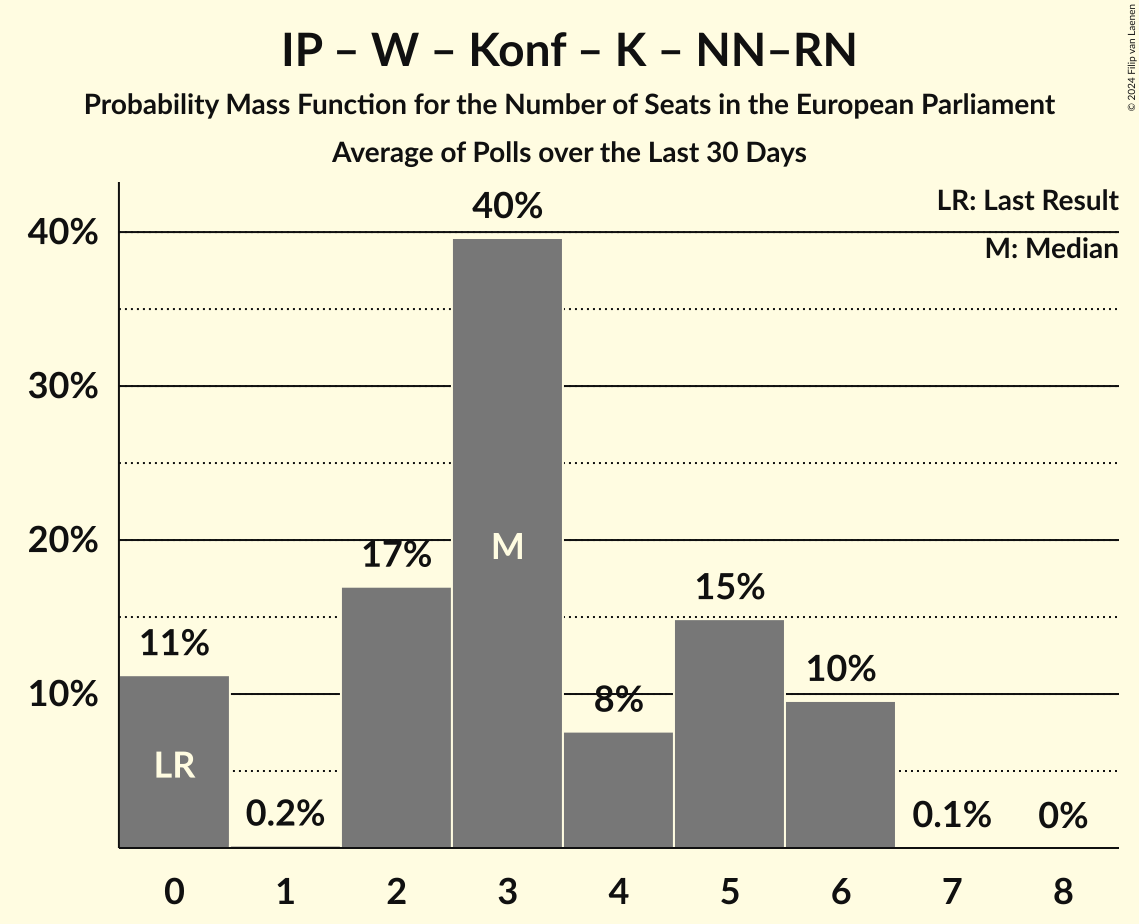 IP – W – Konf – K – NN–RN
Probability Mass Function for the Number of Seats in the European Parliament
Average of Polls over the Last 30 Days
© 2024 Filip van Laenen
LR: Last Result
M: Median
40%
30%
20%
10%
11%
0.2%
17%
40%
8%
15%
10%
0.1%
0%
LR
M
0 1 2 3 4 5 6 7 8